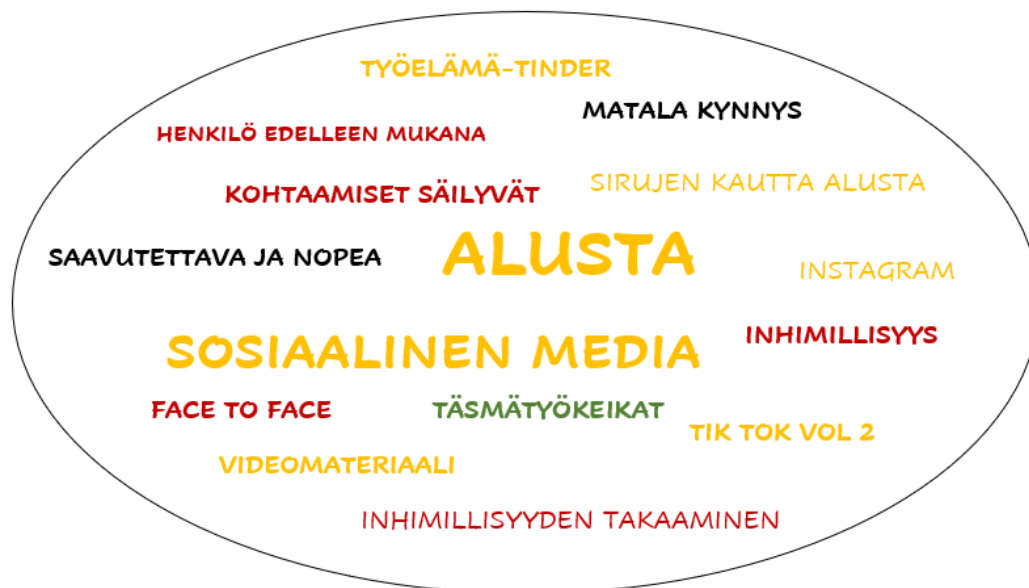 TYÖELÄMÄ-TINDER
MATALA KYNNYS
HENKILÖ EDELLEEN MUKANA
SIRUJEN KAUTTA ALUSTA
KOHTAAMISET SÄILYVÄT
ALUSTA
SAAVUTETTAVA JA NOPEA
INSTAGRAM
INHIMILLISYYS
SOSIAALINEN MEDIA
FACE TO FACE
TÄSMÄTYÖKEIKAT
TIK TOK VOL 2
VIDEOMATERIAALI
INHIMILLISYYDEN TAKAAMINEN